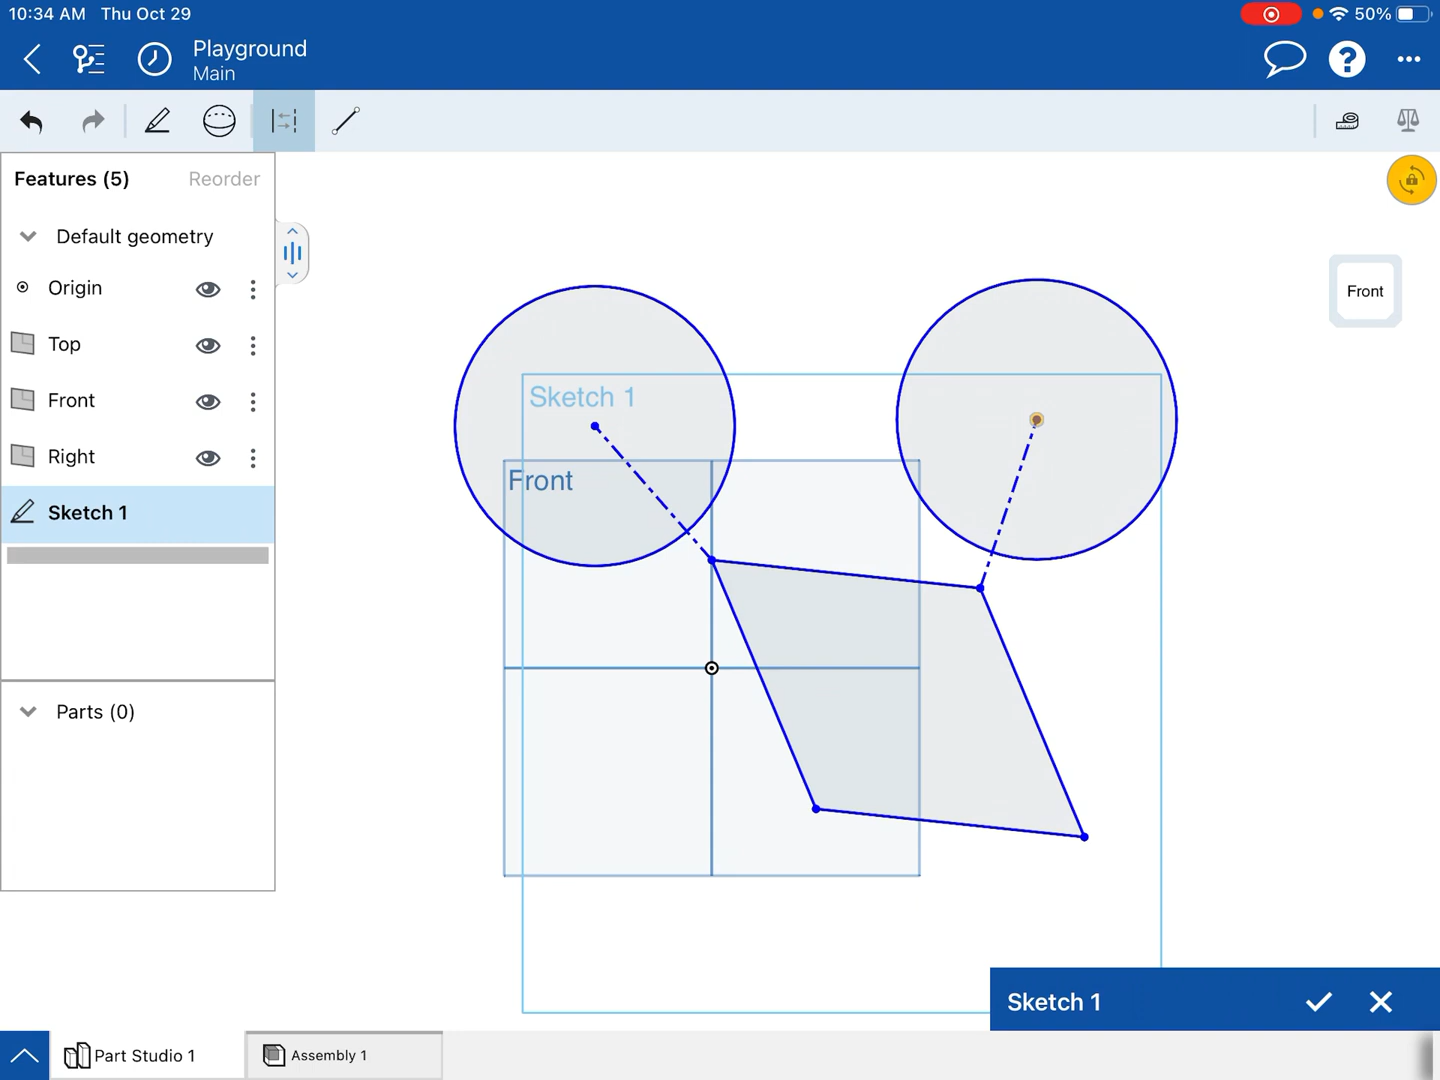 10:34 AM Thu Oct 29
50%
Playground
Main
Features (5)
Reorder
Default geometry
Origin
Top
Front
Right
Sketch 1
Parts (0)
Sketch 1
Front
Front
Sketch 1
Part Studio 1
Assembly 1